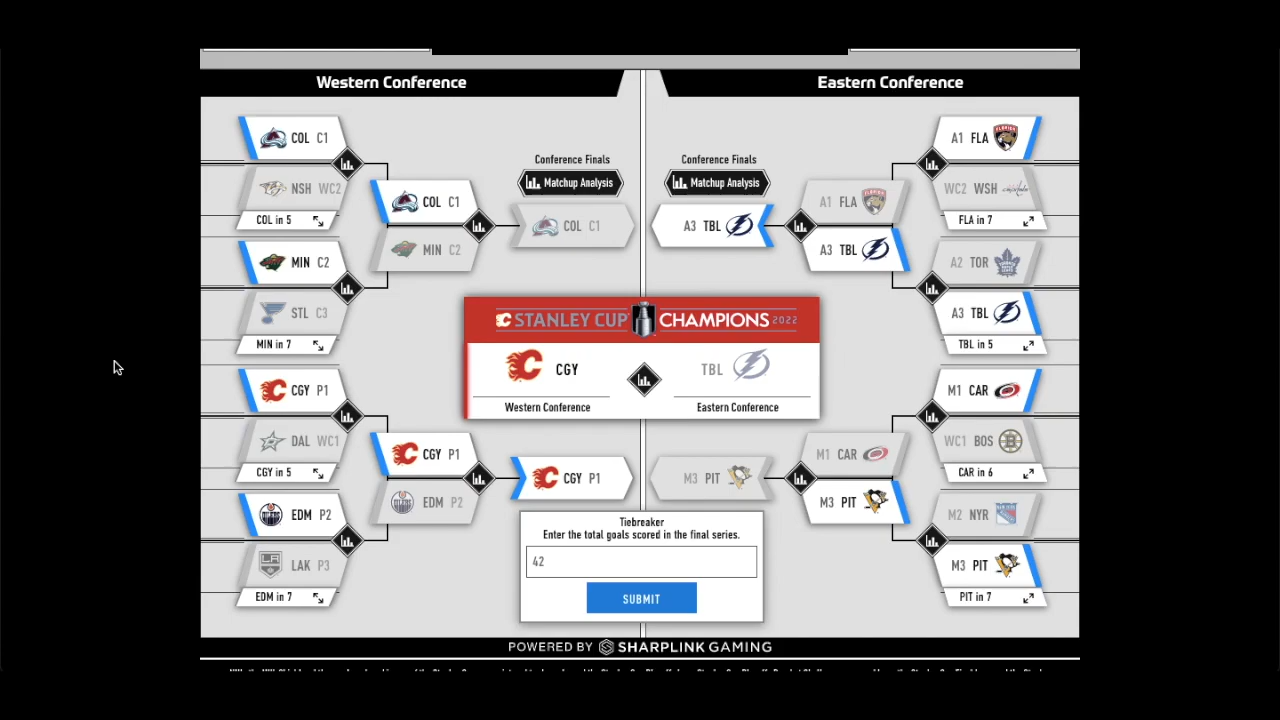 Western Conference
Eastern Conference
COL C1
NSH WC2
COL in 5
MIN C2
STL C3
MIN in 7
CGY P1
DAL WC1
CGY in 5
EDM P2
LAK P3
EDM in 7
COL C1
MIN C2
CGY P1
EDM P2
Conference Finals
Matchup Analysis
COL C1
CGY P1
Conference Finals
Matchup Analysis
A3 TBL
M3 PIT
STANLEY CUP CHAMPIONS 2022
CGY
TBL
Western Conference
Eastern Conference
Tiebreaker
Enter the total goals scored in the final series.
42
SUBMIT
A1 FLA
A3 TBL
M1 CAR
M3 PIT
A1 FLA
WC2 WSH
FLA in 7
A2 TOR
A3 TBL
TBL in 5
M1 CAR
WC1 BOS
CAR in 6
M2 NYR
M3 PIT
PIT in 7
POWERED BY SHARPLINK GAMING